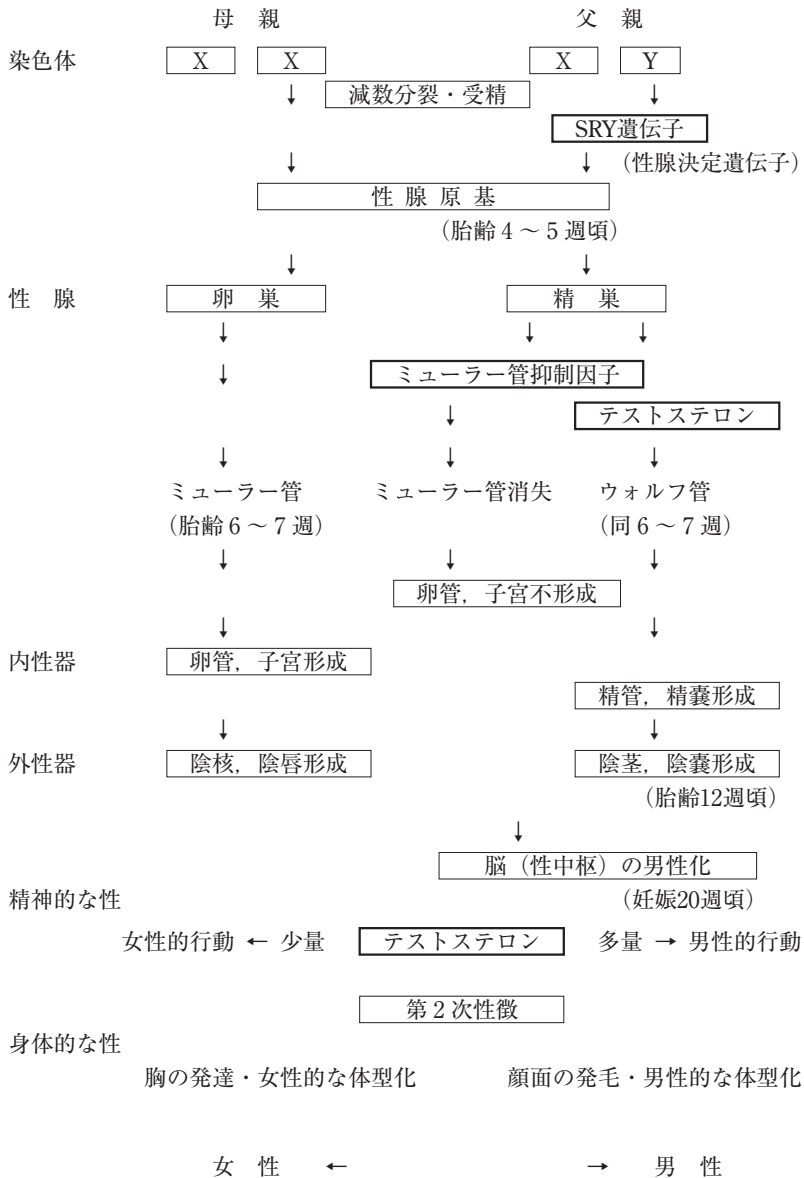 母　親　　父　親
染色体　X　X　X　Y
↓　減数分裂・受精　↓
SRY遺伝子
↓　↓　（性腺決定遺伝子）
性 腺 原 基
（胎齢 4 ～ 5 週頃）
↓　↓
性　腺　卵　巣　精　巣
↓　↓　↓
↓　ミューラー管抑制因子
↓　テストステロン
↓　↓　↓
ミューラー管　ミューラー管消失　ウォルフ管
（胎齢 6 ～ 7 週）　（同 6 ～ 7 週）
↓　↓　↓
卵管，子宮不形成
↓　↓
内性器　卵管，子宮形成
精管，精嚢形成
↓　↓
外性器　陰核，陰唇形成　陰茎，陰嚢形成
（胎齢12週頃）
↓
脳（性中枢）の男性化
精神的な性　（妊娠20週頃）
女性的行動 ← 少量　テストステロン　多量 → 男性的行動
第 2 次性徴
身体的な性
胸の発達・女性的な体型化　顔面の発毛・男性的な体型化
女　性　←　→　男　性